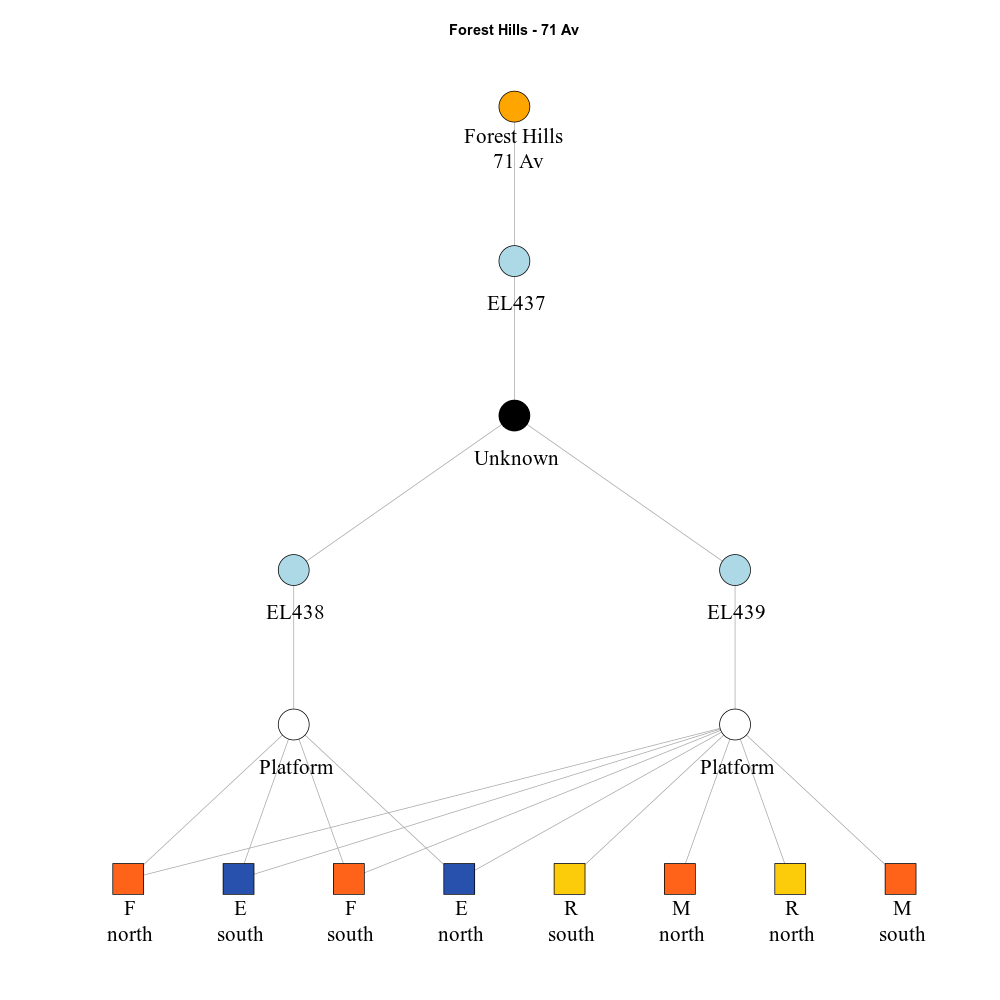 Forest Hills - 71 Av
Forest Hills
71 Av
EL437
Unknown
EL438
EL439
Platform
Platform
F
north
E
south
F
south
E
north
R
south
M
north
R
north
M
south